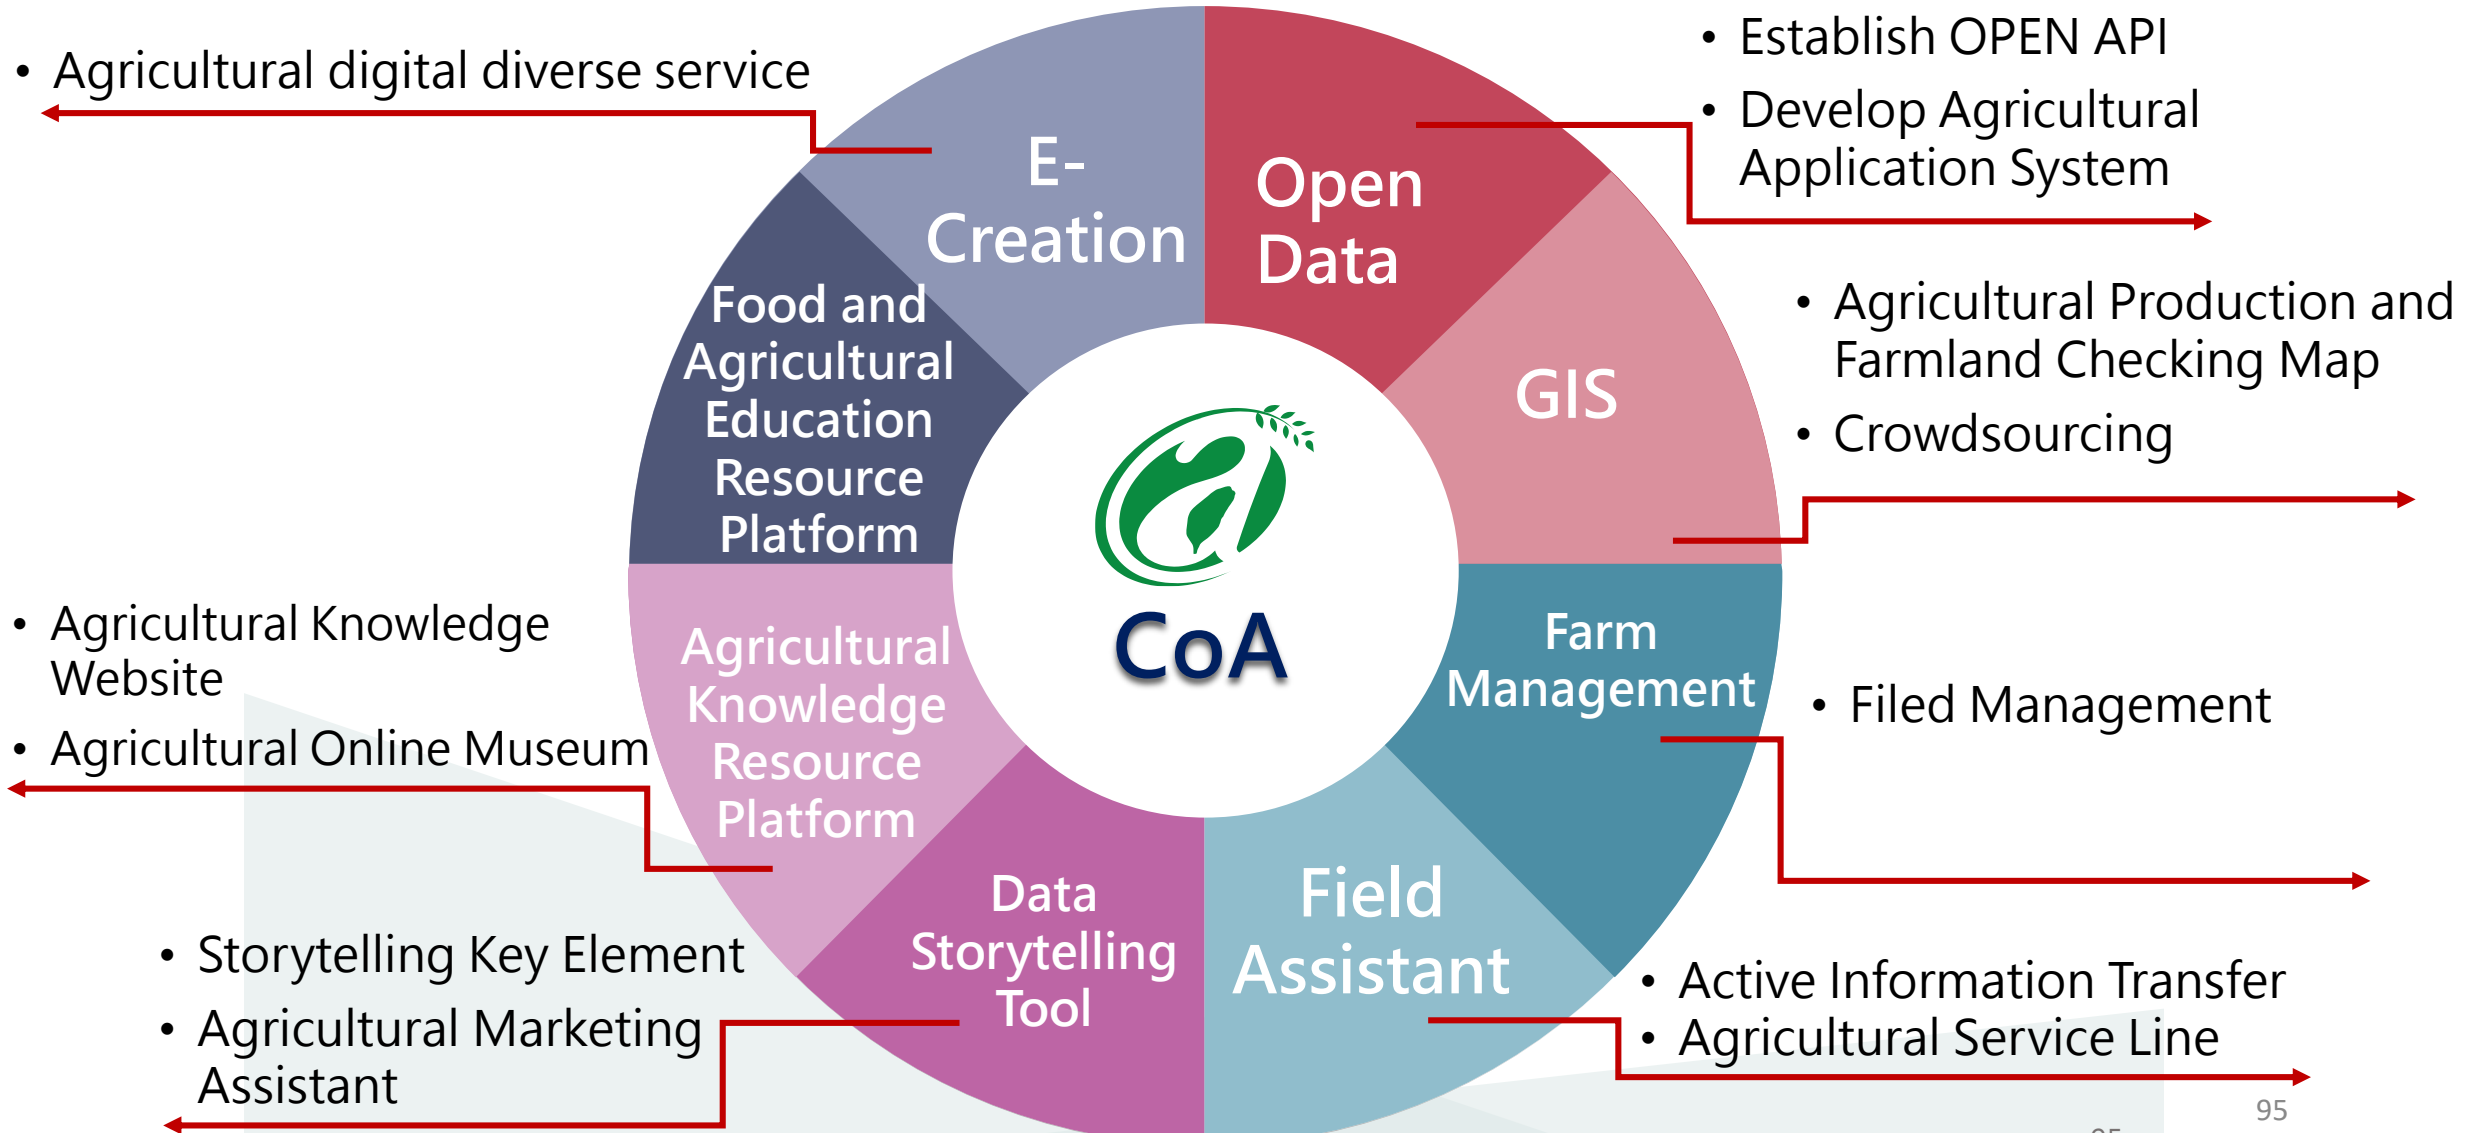 • Agricultural digital diverse service
E-
Creation
Open
Data
• Establish OPEN API
• Develop Agricultural
Application System
GIS
• Agricultural Production and
Farmland Checking Map
• Crowdsourcing
Food and
Agricultural
Education
Resource
Platform
CoA
Farm
Management
• Filed Management
Agricultural
Knowledge
Resource
Platform
• Agricultural Knowledge
Website
• Agricultural Online Museum
Data
Storytelling
Tool
• Storytelling Key Element
• Agricultural Marketing
Assistant
Field
Assistant
• Active Information Transfer
• Agricultural Service Line
95